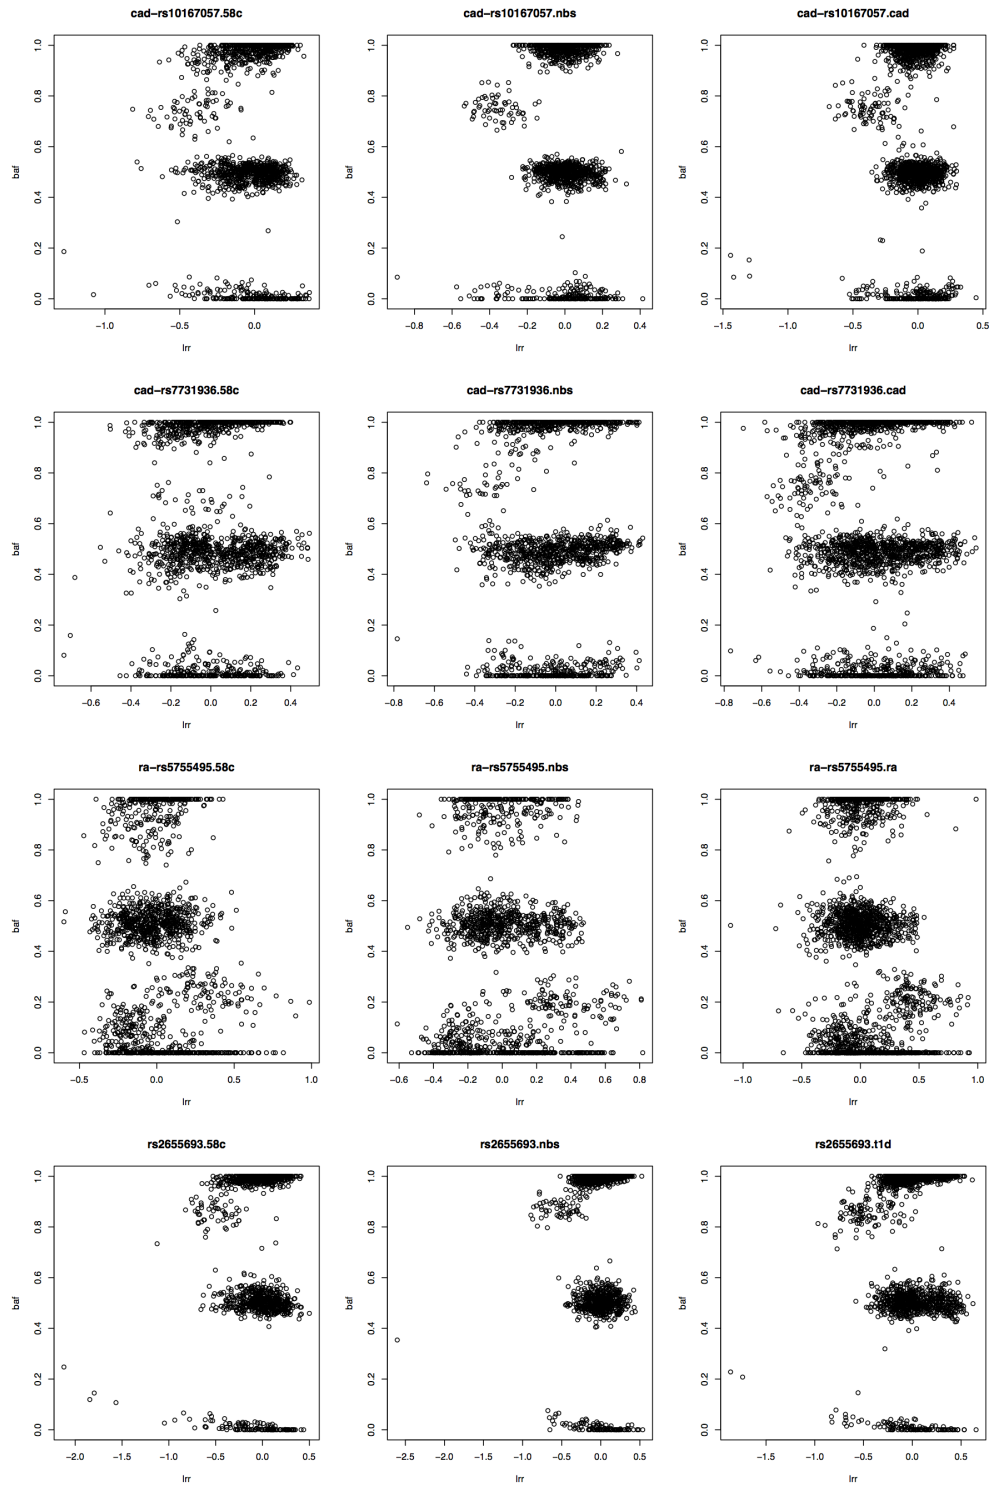 cad−rs10167057.58c cad−rs10167057.nbs cad−rs10167057.cad
baf 0.0 0.2 0.4 0.6 0.8 1.0 baf 0.0 0.2 0.4 0.6 0.8 1.0 baf 0.0 0.2 0.4 0.6 0.8 1.0
−1.0 −0.5 0.0 −0.8 −0.6 −0.4 −0.2 0.0 0.2 0.4 −1.5 −1.0 −0.5 0.0 0.5
lrr lrr lrr
cad−rs7731936.58c cad−rs7731936.nbs cad−rs7731936.cad
baf 0.0 0.2 0.4 0.6 0.8 1.0 baf 0.0 0.2 0.4 0.6 0.8 1.0 baf 0.0 0.2 0.4 0.6 0.8 1.0
−0.6 −0.4 −0.2 0.0 0.2 0.4 −0.8 −0.6 −0.4 −0.2 0.0 0.2 0.4 −0.8 −0.6 −0.4 −0.2 0.0 0.2 0.4
lrr lrr lrr
ra−rs5755495.58c ra−rs5755495.nbs ra−rs5755495.ra
baf 0.0 0.2 0.4 0.6 0.8 1.0 baf 0.0 0.2 0.4 0.6 0.8 1.0 baf 0.0 0.2 0.4 0.6 0.8 1.0
−0.5 0.0 0.5 1.0 −0.6 −0.4 −0.2 0.0 0.2 0.4 0.6 0.8 −1.0 −0.5 0.0 0.5 1.0
lrr lrr lrr
rs2655693.58c rs2655693.nbs rs2655693.t1d
baf 0.0 0.2 0.4 0.6 0.8 1.0 baf 0.0 0.2 0.4 0.6 0.8 1.0 baf 0.0 0.2 0.4 0.6 0.8 1.0
−2.0 −1.5 −1.0 −0.5 0.0 0.5 −2.5 −2.0 −1.5 −1.0 −0.5 0.0 0.5 −1.5 −1.0 −0.5 0.0 0.5
lrr lrr lrr